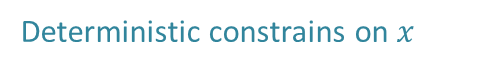 Deterministic constrains on x